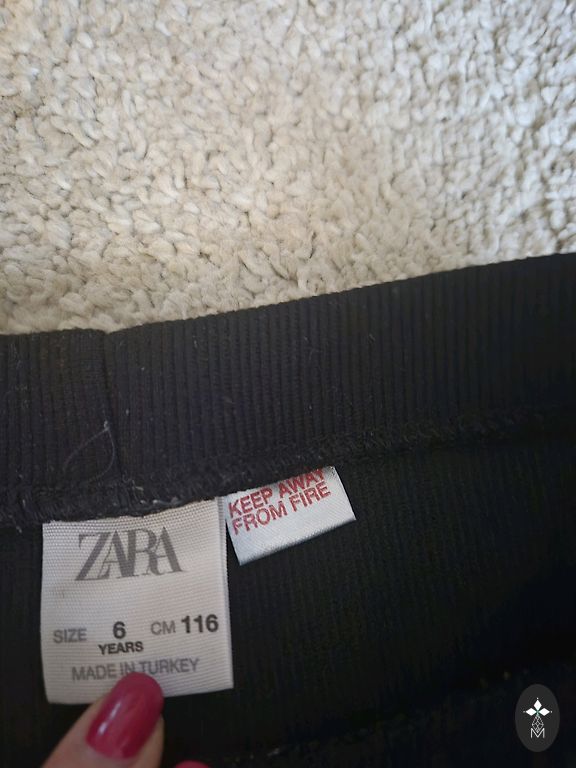 KEEP AWAY
FROM FIRE
ZARA
SIZE 6 CM 116
YEARS
MADE IN TURKEY
M